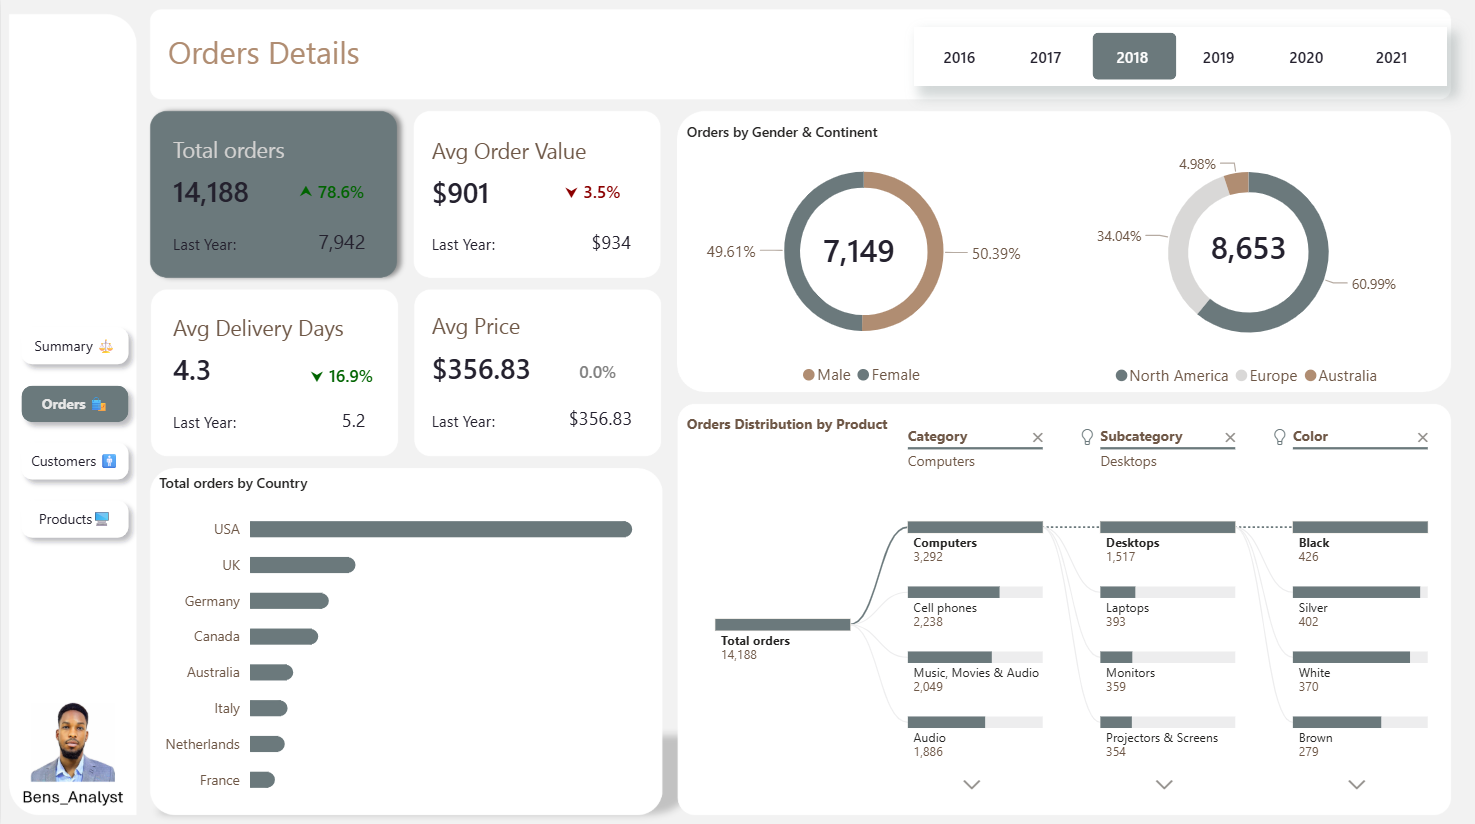 Orders Details
2016 2017 2018 2019 2020 2021
Total orders
14,188 78.6%
Last Year: 7,942
Avg Order Value
$901 3.5%
Last Year: $934
Avg Delivery Days
4.3 16.9%
Last Year: 5.2
Avg Price
$356.83 0.0%
Last Year: $356.83
Orders by Gender & Continent
49.61% 7,149 50.39%
Male Female
4.98%
34.04% 8,653
60.99%
North America Europe Australia
Summary
Orders
Customers
Products
Bens_Analyst
Total orders by Country
USA
UK
Germany
Canada
Australia
Italy
Netherlands
France
Orders Distribution by Product
Category Subcategory Color
Computers Desktops
Total orders
14,188
Computers
3,292
Cell phones
2,238
Music, Movies & Audio
2,049
Audio
1,886
Desktops
1,517
Laptops
393
Monitors
359
Projectors & Screens
354
Black
426
Silver
402
White
370
Brown
279